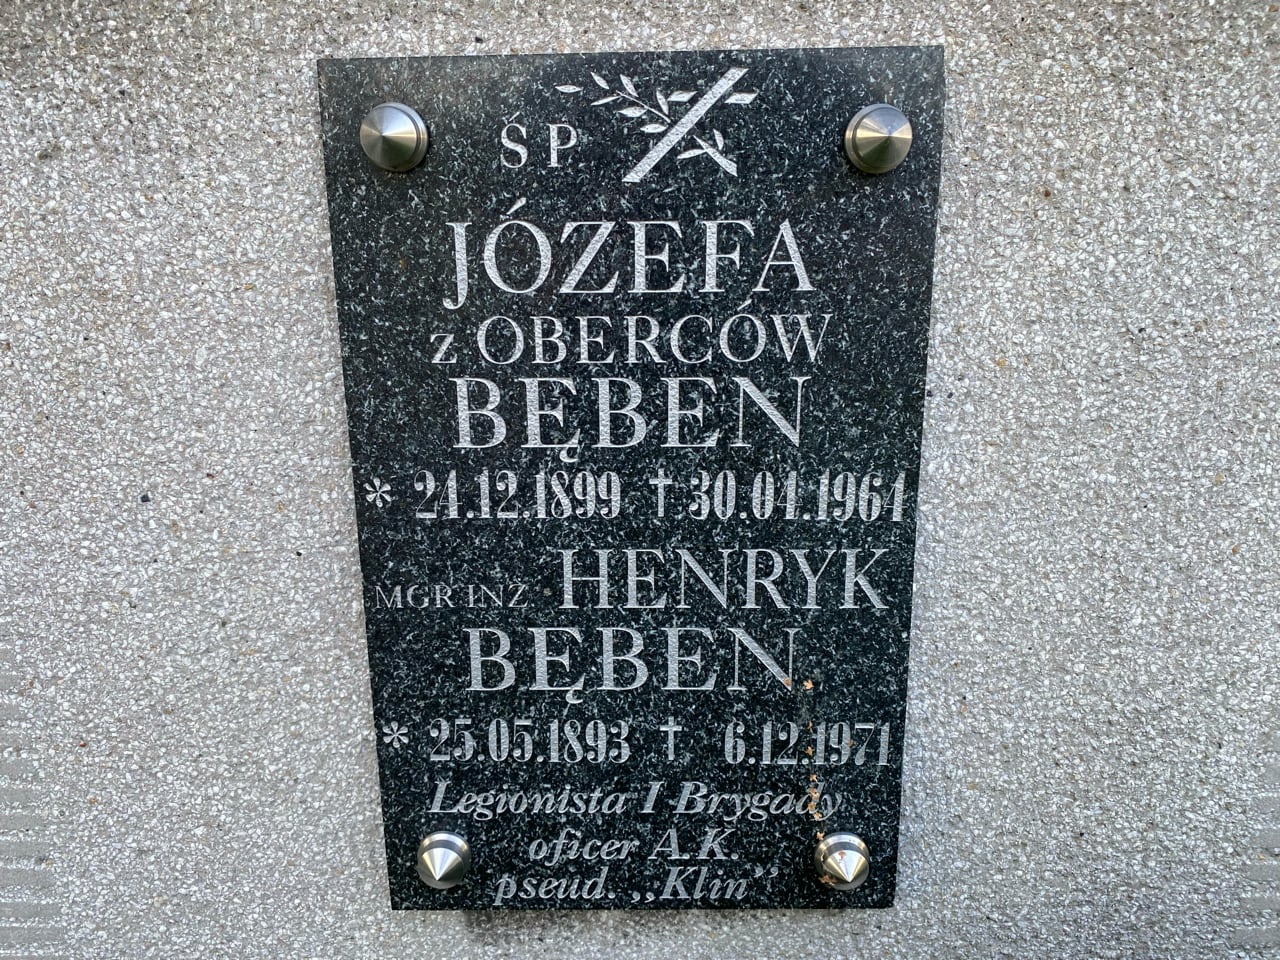 ŚP
JÓZEFA
z OBERCÓW
BĘBEN
* 24.12.1899 † 30.04.1964
MGR INZ HENRYK
BĘBEN
* 25.05.1893 † 6.12.1971
Legionista I Brygady
oficer A.K.
pseud. „Klin”